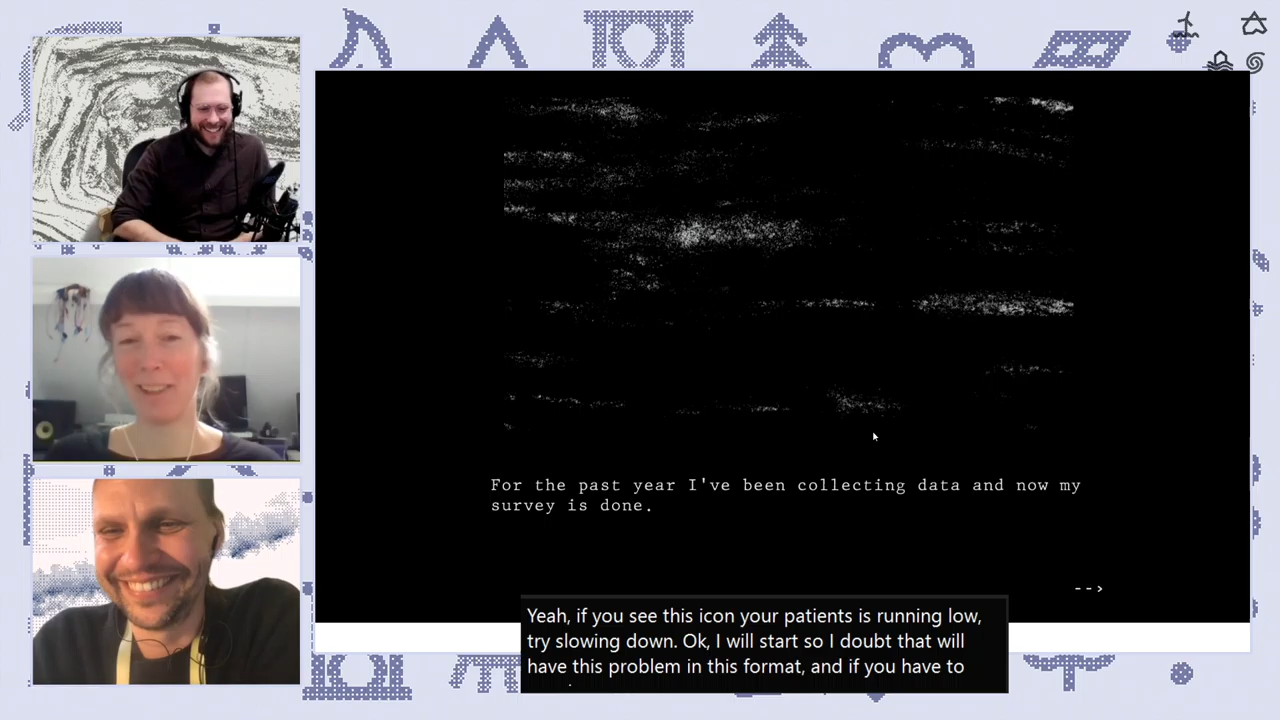 For the past year I've been collecting data and now my
survey is done.
-->
Yeah, if you see this icon your patients is running low,
try slowing down. Ok, I will start so I doubt that will
have this problem in this format, and if you have to